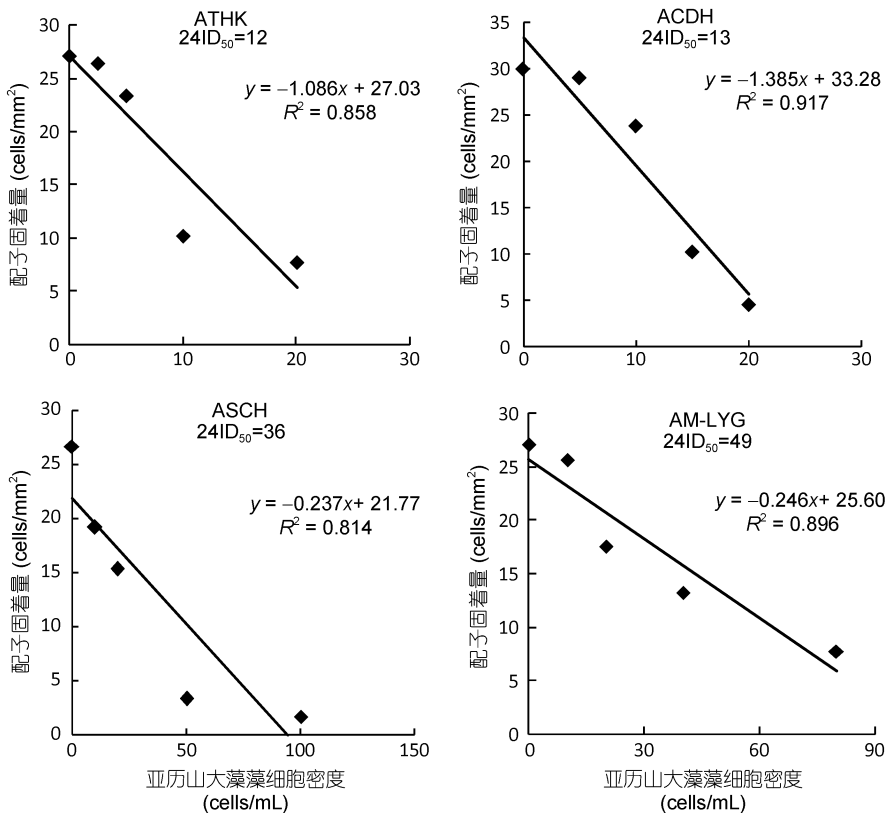 ATHK
24ID₅₀=12
y = −1.086x + 27.03
R² = 0.858
配子固着量 (cells/mm²)
30
25
20
15
10
5
0
0 10 20 30
ACDH
24ID₅₀=13
y = −1.385x + 33.28
R² = 0.917
配子固着量 (cells/mm²)
35
30
25
20
15
10
5
0
0 10 20 30
ASCH
24ID₅₀=36
y = −0.237x+ 21.77
R² = 0.814
配子固着量 (cells/mm²)
30
25
20
15
10
5
0
0 50 100 150
亚历山大藻藻细胞密度
(cells/mL)
AM-LYG
24ID₅₀=49
y = −0.246x+ 25.60
R² = 0.896
配子固着量 (cells/mm²)
30
25
20
15
10
5
0
0 30 60 90
亚历山大藻藻细胞密度
(cells/mL)